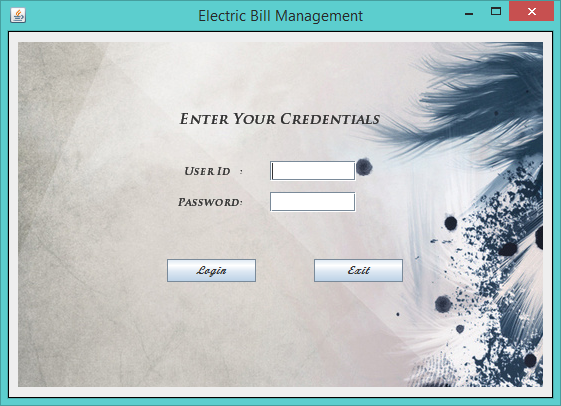 Electric Bill Management
Enter Your Credentials
User Id :
Password:
Login
Exit